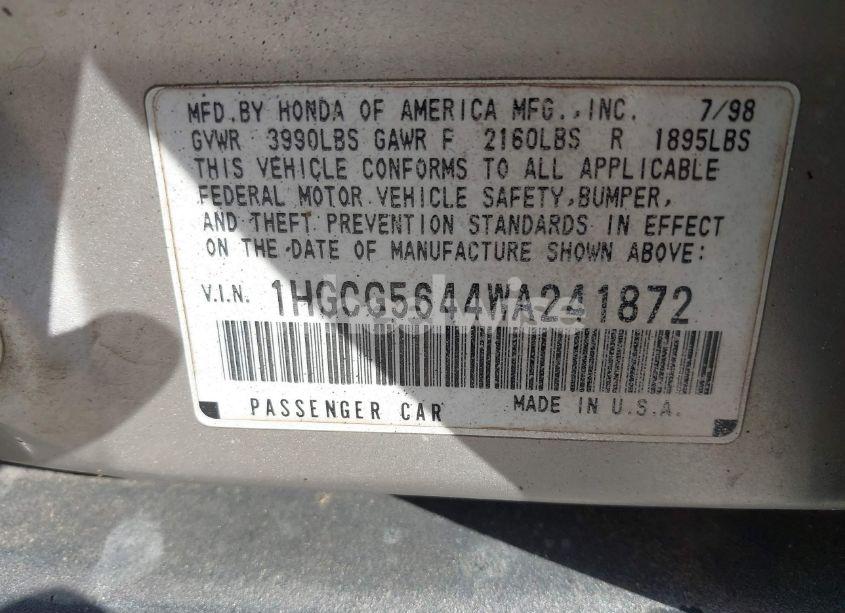 MFD.BY HONDA OF AMERICA MFG.,INC. 7/98
GVWR 3990LBS GAWR F 2160LBS R 1895LBS
THIS VEHICLE CONFORMS TO ALL APPLICABLE
FEDERAL MOTOR VEHICLE SAFETY,BUMPER,
AND THEFT PREVENTION STANDARDS IN EFFECT
ON THE DATE OF MANUFACTURE SHOWN ABOVE:
V.I.N. 1HGCG5644WA241872
PASSENGER CAR MADE IN U.S.A.